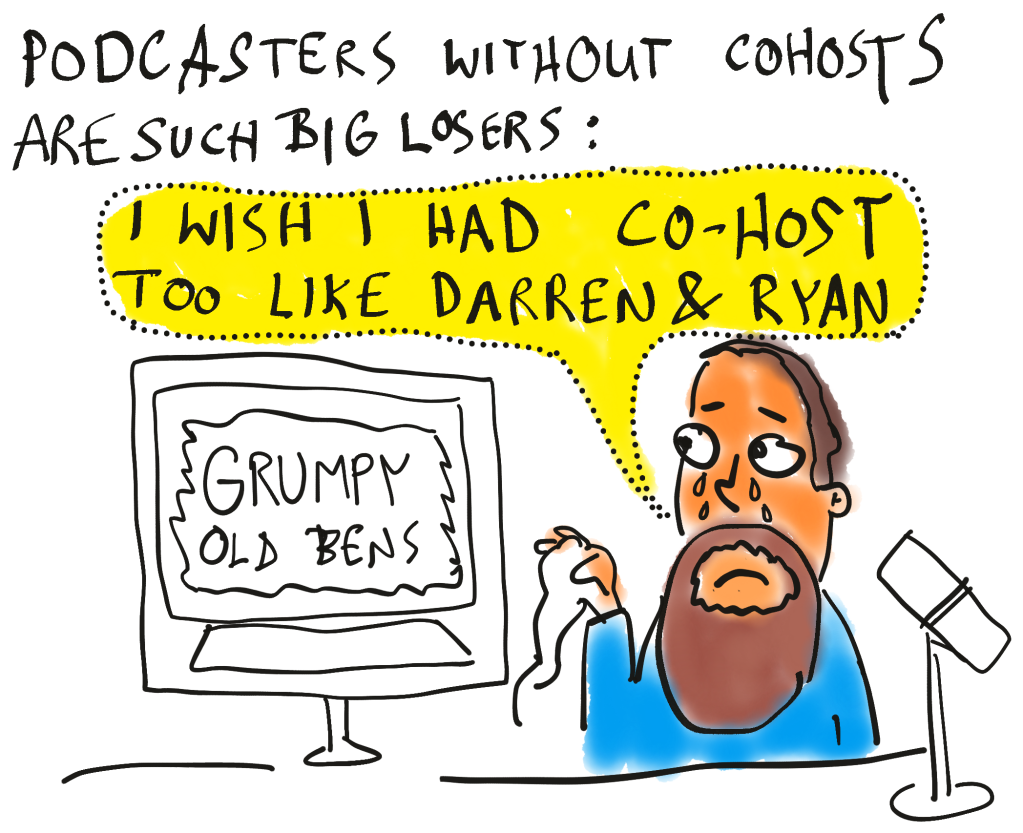 PODCASTERS WITHOUT COHOSTS
ARE SUCH BIG LOSERS:
I WISH I HAD CO-HOST
TOO LIKE DARREN & RYAN
GRUMPY
OLD BENS